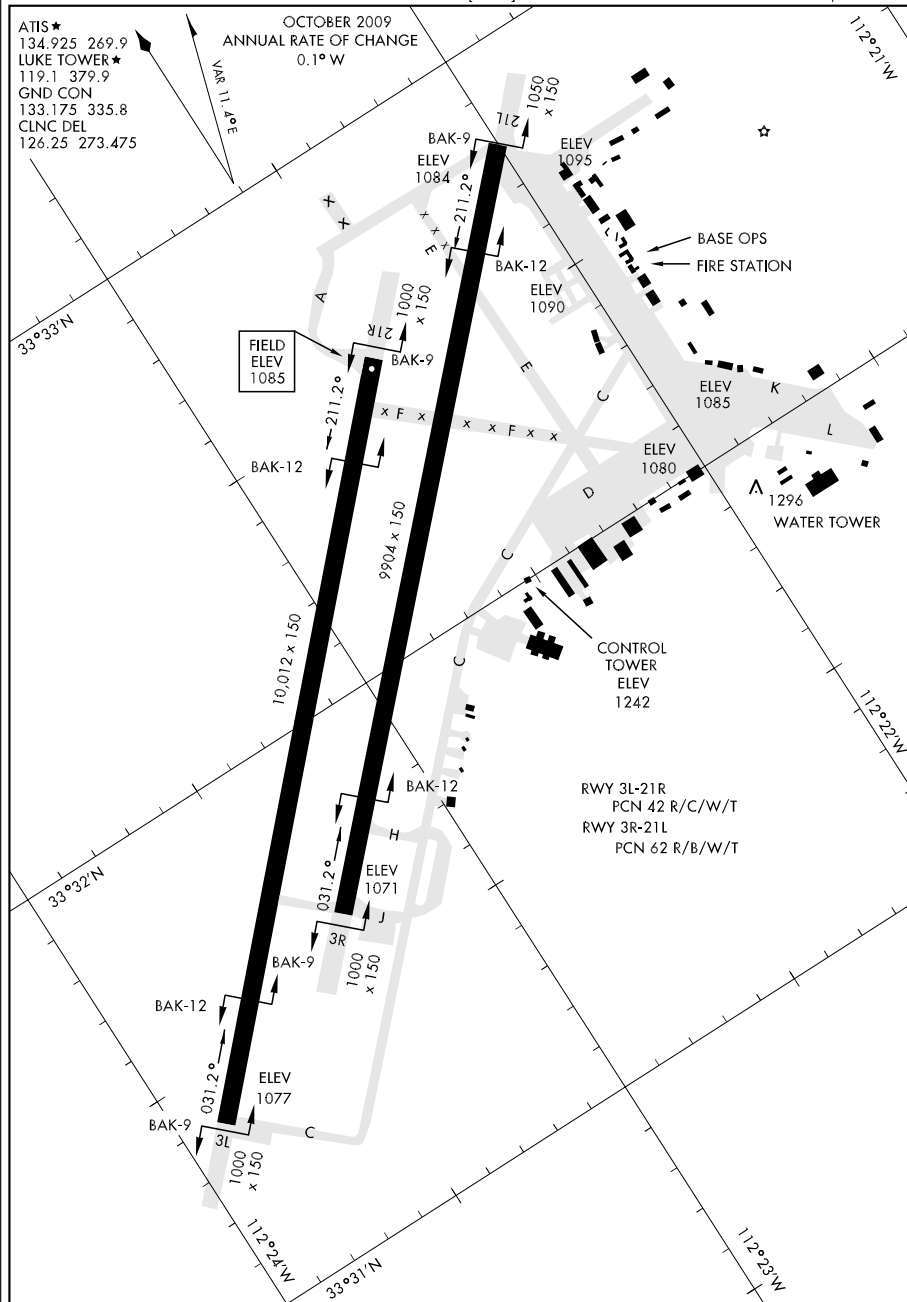 ATIS★
134.925 269.9
LUKE TOWER★
119.1 379.9
GND CON
133.175 335.8
CLNC DEL
126.25 273.475
VAR 11.4°E
OCTOBER 2009
ANNUAL RATE OF CHANGE
0.1° W
112°21'W
1050
x 150
21L
BAK-9
ELEV
1084
211.2°
ELEV
1095
BASE OPS
FIRE STATION
x
x
x
x
x
E
BAK-12
ELEV
1090
A
33°33'N
1000
x 150
21R
BAK-9
FIELD
ELEV
1085
211.2°
E
C
ELEV
1085
K
L
x F x x x x F x x
BAK-12
ELEV
1080
D
1296
WATER TOWER
9904 x 150
C
10,012 x 150
C
CONTROL
TOWER
ELEV
1242
112°22'W
RWY 3L-21R
PCN 42 R/C/W/T
RWY 3R-21L
PCN 62 R/B/W/T
BAK-12
H
031.2°
ELEV
1071
J
33°32'N
3R
BAK-9
1000
x 150
BAK-12
031.2°
ELEV
1077
BAK-9
3L
C
1000
x 150
112°24'W
33°31'N
112°23'W